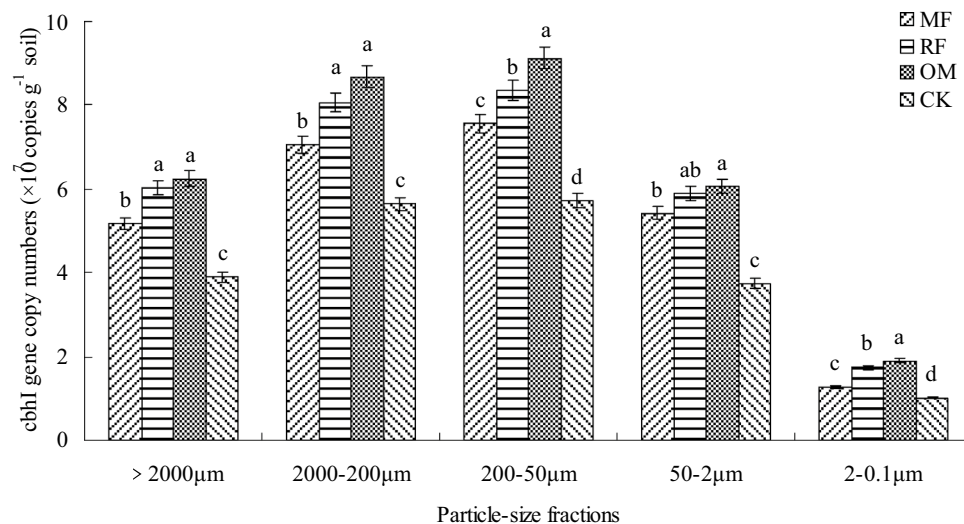 cbhI gene copy numbers (×10⁷ copies g⁻¹ soil)
10
8
6
4
2
0
MF
RF
OM
CK
b a a c
b a a c
c b a d
b ab a c
c b a d
> 2000μm 2000-200μm 200-50μm 50-2μm 2-0.1μm
Particle-size fractions